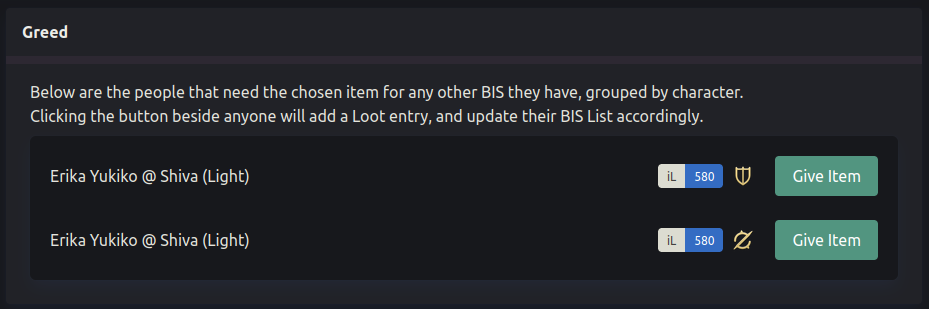 Greed
Below are the people that need the chosen item for any other BIS they have, grouped by character.
Clicking the button beside anyone will add a Loot entry, and update their BIS List accordingly.
Erika Yukiko @ Shiva (Light) iL 580 Give Item
Erika Yukiko @ Shiva (Light) iL 580 Give Item